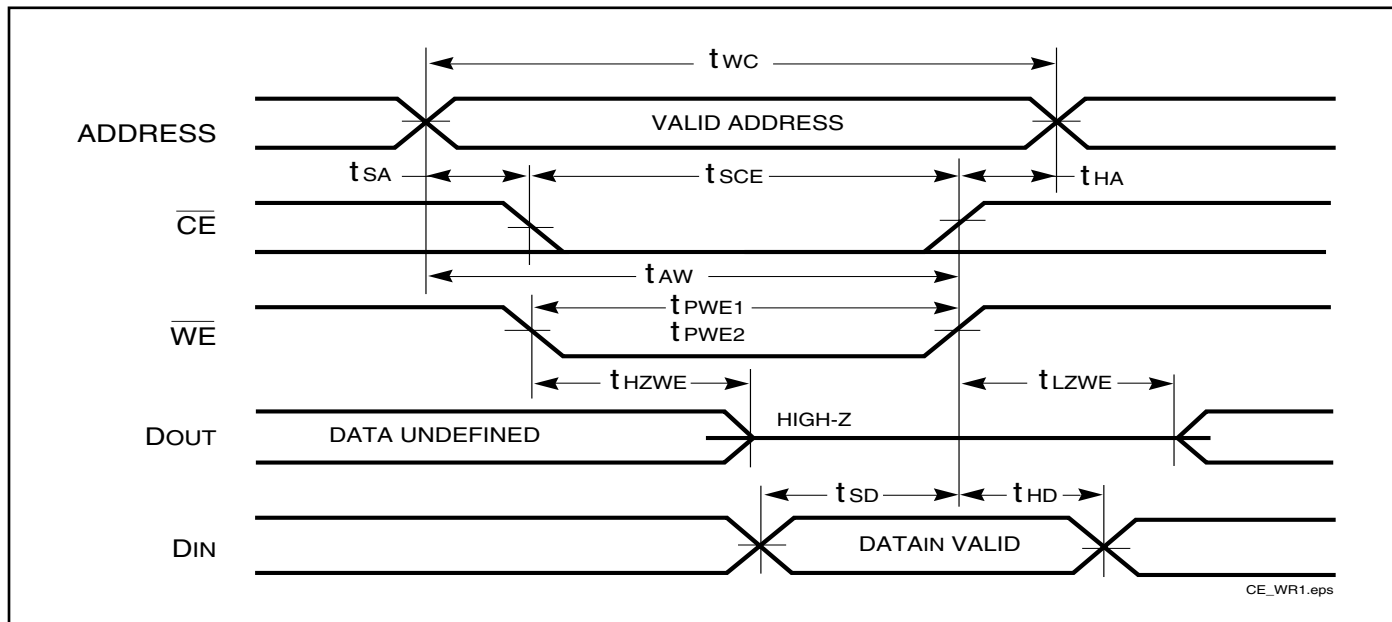 tWC
ADDRESS
VALID ADDRESS
tSA
tSCE
tHA
CE
tAW
tPWE1
WE
tPWE2
tHZWE
tLZWE
DOUT
DATA UNDEFINED
HIGH-Z
tSD
tHD
DIN
DATAIN VALID
CE_WR1.eps